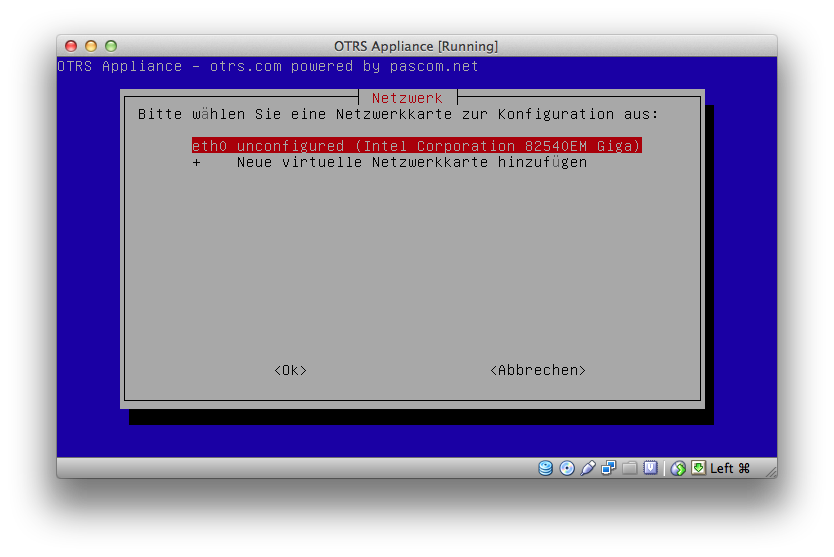 OTRS Appliance [Running]
OTRS Appliance - otrs.com powered by pascom.net
Netzwerk
Bitte wählen Sie eine Netzwerkkarte zur Konfiguration aus:
eth0 unconfigured (Intel Corporation 82540EM Giga)
+ Neue virtuelle Netzwerkkarte hinzufügen
<Ok> <Abbrechen>
Left ⌘